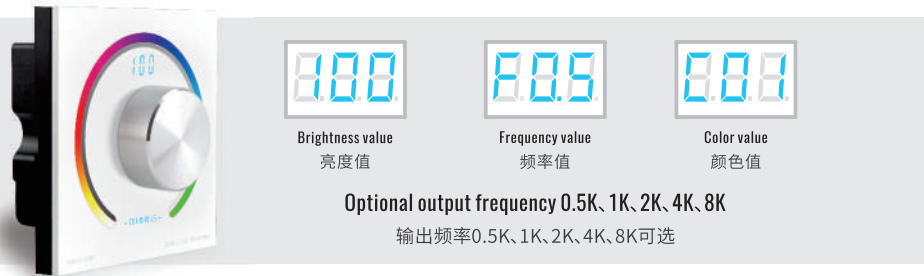 100
100
F0.5
C01
Brightness value
Frequency value
Color value
亮度值
频率值
颜色值
Optional output frequency 0.5K、1K、2K、4K、8K
输出频率0.5K、1K、2K、4K、8K可选